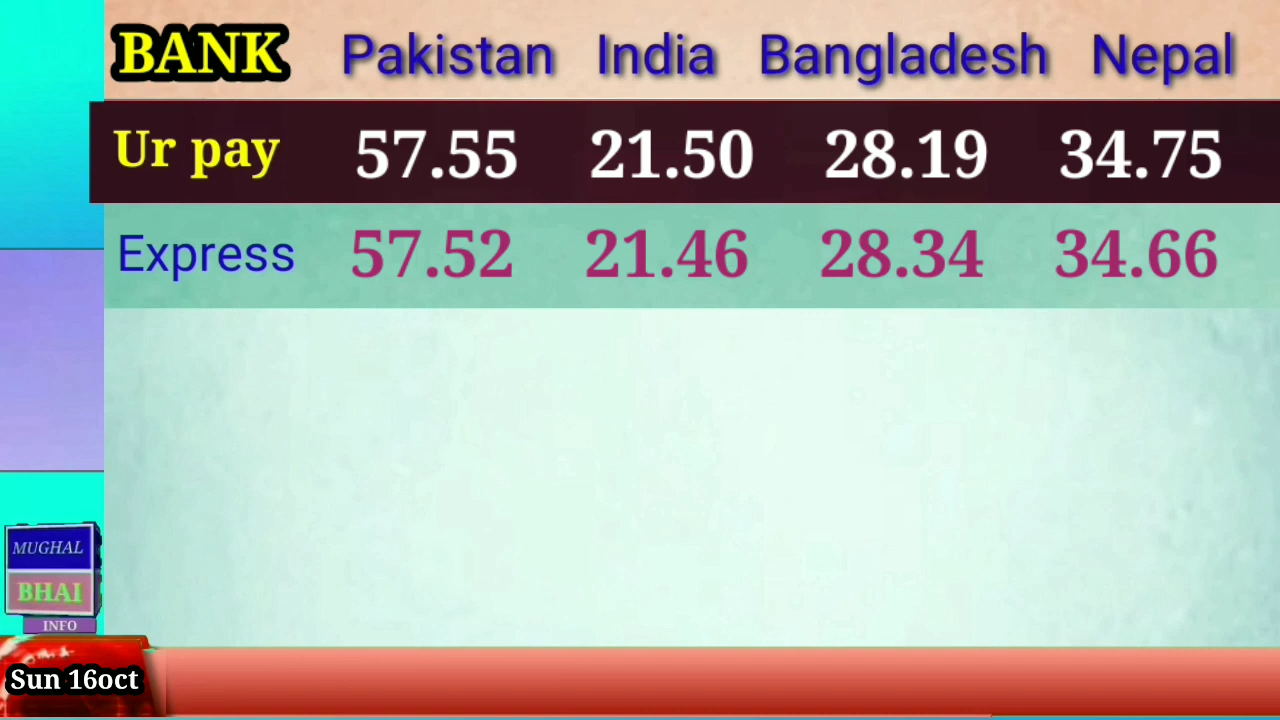 BANK Pakistan India Bangladesh Nepal
Ur pay 57.55 21.50 28.19 34.75
Express 57.52 21.46 28.34 34.66
MUGHAL
BHAI
INFO
Sun 16oct